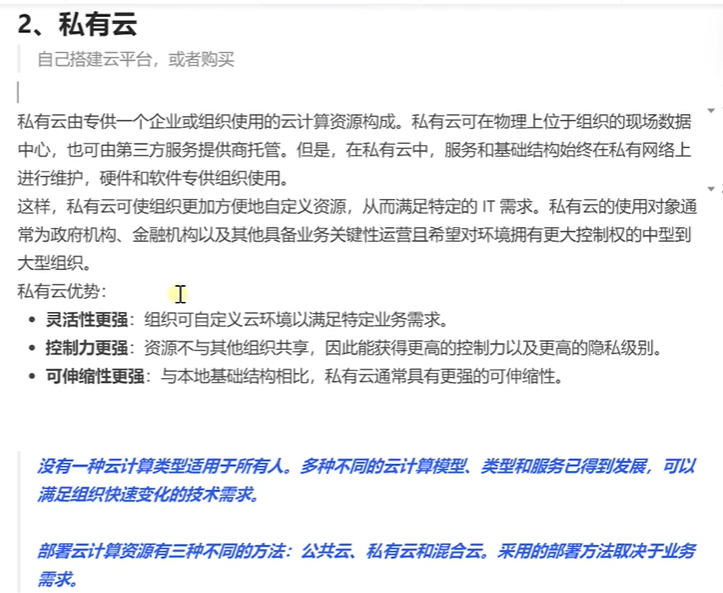 2、私有云
自己搭建云平台，或者购买
私有云由专供一个企业或组织使用的云计算资源构成。私有云可在物理上位于组织的现场数据
中心，也可由第三方服务提供商托管。但是，在私有云中，服务和基础结构始终在私有网络上
进行维护，硬件和软件专供组织使用。
这样，私有云可使组织更加方便地自定义资源，从而满足特定的 IT 需求。私有云的使用对象通
常为政府机构、金融机构以及其他具备业务关键性运营且希望对环境拥有更大控制权的中型到
大型组织。
私有云优势：
• 灵活性更强：组织可自定义云环境以满足特定业务需求。
• 控制力更强：资源不与其他组织共享，因此能获得更高的控制力以及更高的隐私级别。
• 可伸缩性更强：与本地基础结构相比，私有云通常具有更强的可伸缩性。
没有一种云计算类型适用于所有人。多种不同的云计算模型、类型和服务已得到发展，可以
满足组织快速变化的技术需求。
部署云计算资源有三种不同的方法：公共云、私有云和混合云。采用的部署方法取决于业务
需求。